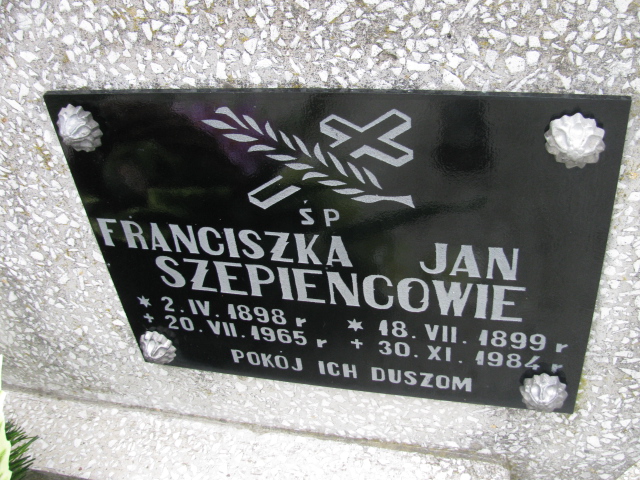 ŚP
FRANCISZKA JAN
SZEPIENCOWIE
* 2. IV. 1898 r * 18. VII. 1899 r
+ 20. VII. 1965 r + 30. XI. 1984 r
POKÓJ ICH DUSZOM